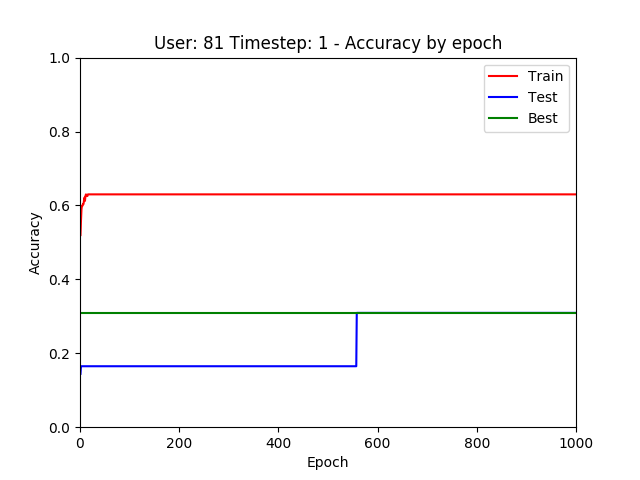 User: 81 Timestep: 1 - Accuracy by epoch
1.0
0.8
0.6
0.4
0.2
0.0
Accuracy
Train
Test
Best
0 200 400 600 800 1000
Epoch